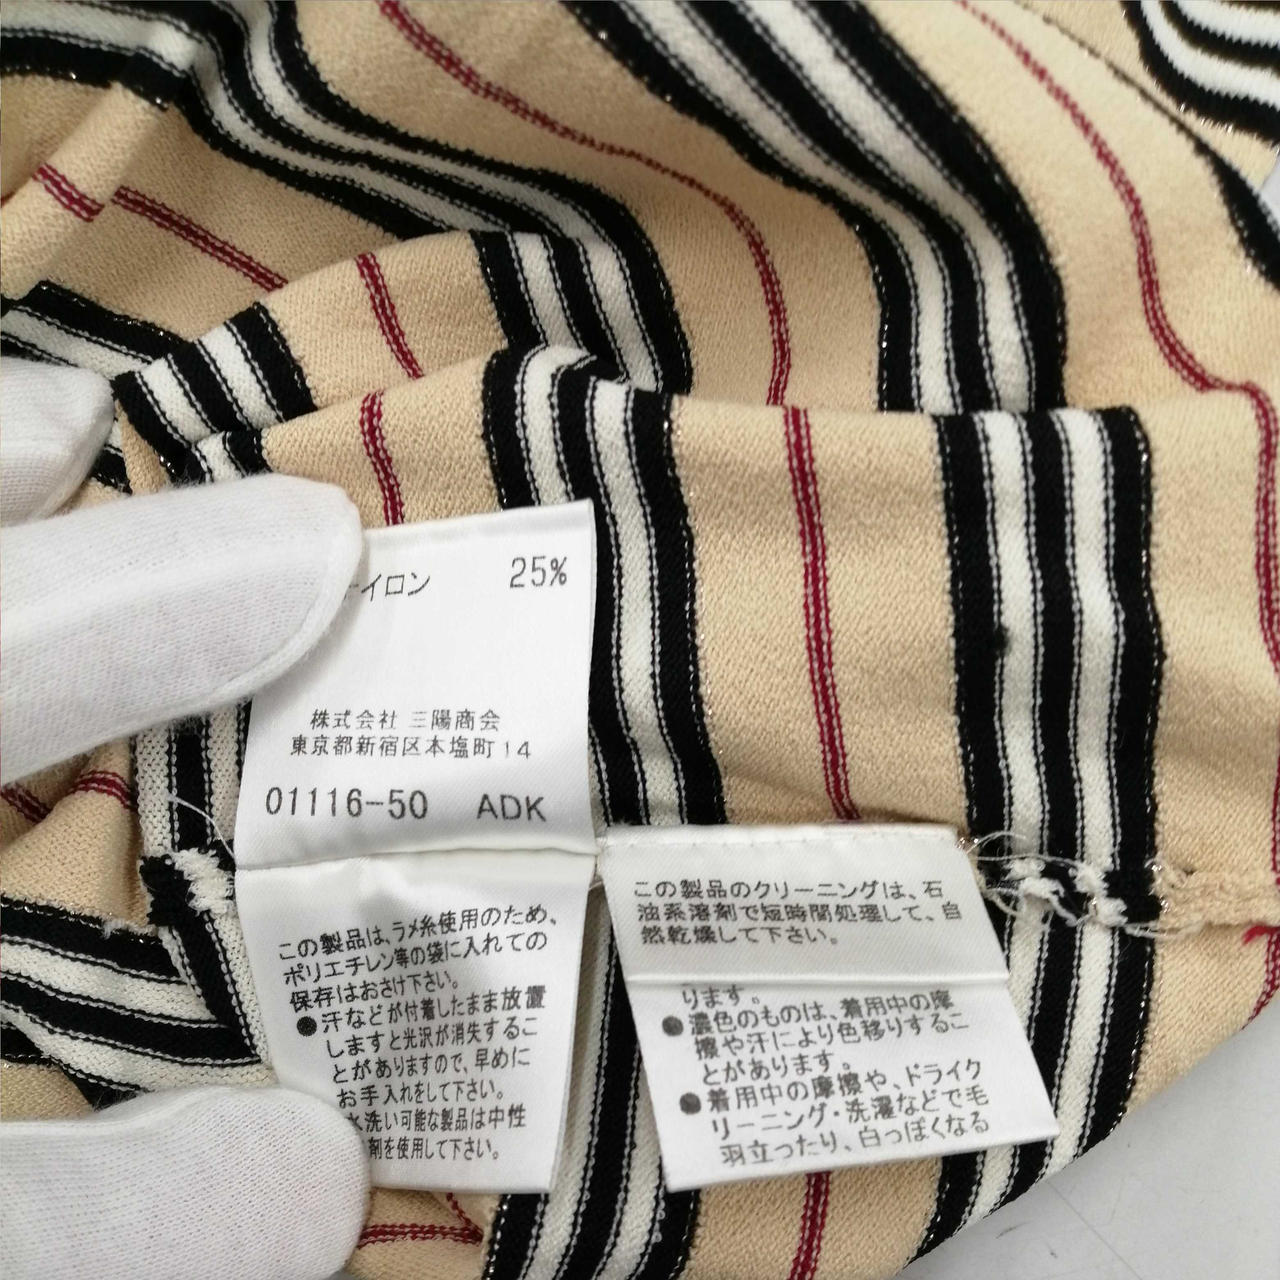 イロン 25%
株式会社 三陽商会
東京都新宿区本塩町14
01116-50 ADK
この製品は、ラメ糸使用のため、
ポリエチレン等の袋に入れての
保存はおさけ下さい。
●汗などが付着したまま放置
しますと光沢が消失するこ
とがありますので、早めに
お手入れをして下さい。
水洗い可能な製品は中性
剤を使用して下さい。
この製品のクリーニングは、石
油系溶剤で短時間処理して、自
然乾燥して下さい。
ります。
●濃色のものは、着用中の摩
擦や汗により色移りするこ
とがあります。
●着用中の摩擦や、ドライク
リーニング・洗濯などで毛
羽立ったり、白っぽくなる